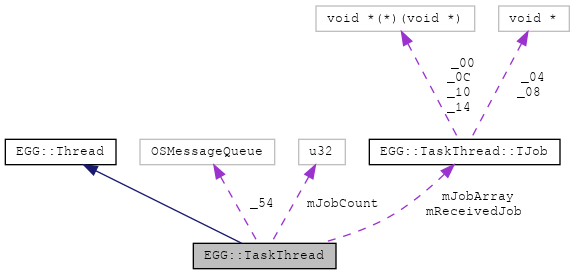 void *(*)(void *)
void *
_00
_0C
_10
_14
_04
_08
EGG::Thread
OSMessageQueue
u32
EGG::TaskThread::TJob
_54
mJobCount
mJobArray
mReceivedJob
EGG::TaskThread